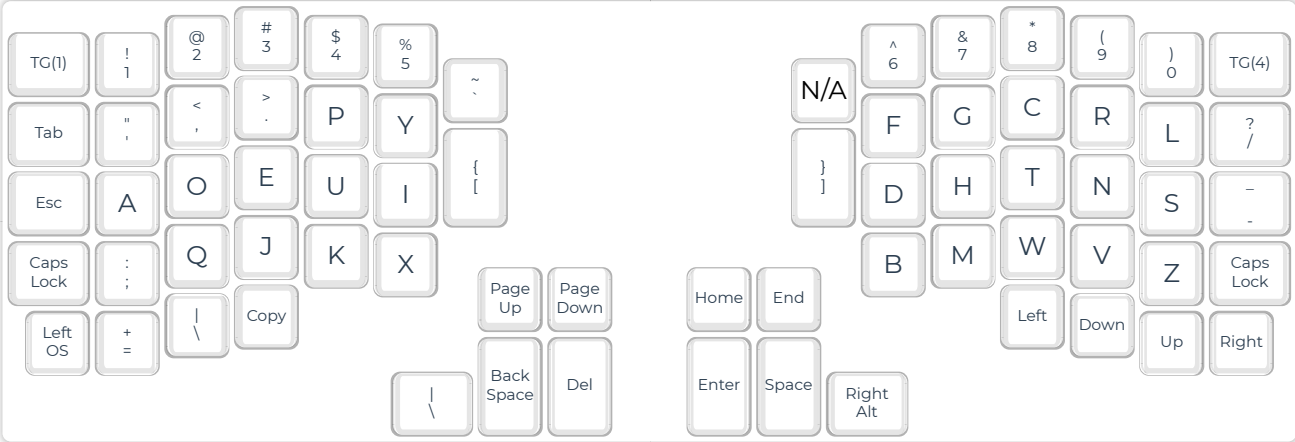 TG(1)
!
1
@
2
#
3
$
4
%
5
~
`
N/A
^
6
&
7
*
8
(
9
)
0
TG(4)
Tab
"
'
<
,
>
.
P
Y
{
[
}
]
F
G
C
R
L
?
/
Esc
A
O
E
U
I
D
H
T
N
S
_
-
Caps
Lock
:
;
Q
J
K
X
B
M
W
V
Z
Caps
Lock
Left
OS
+
=
|
\
Copy
Page
Up
Page
Down
Home
End
Left
Down
Up
Right
|
\
Back
Space
Del
Enter
Space
Right
Alt